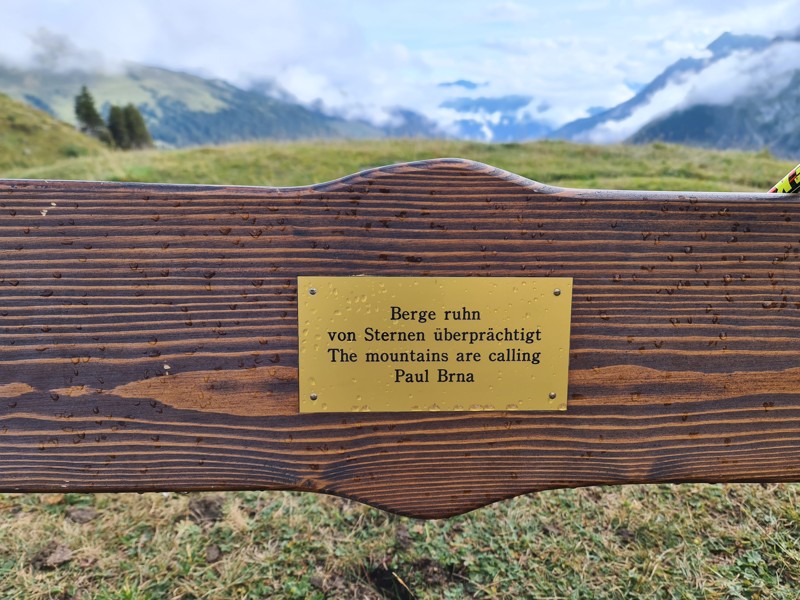 Berge ruhn
von Sternen überprächtigt
The mountains are calling
Paul Brna